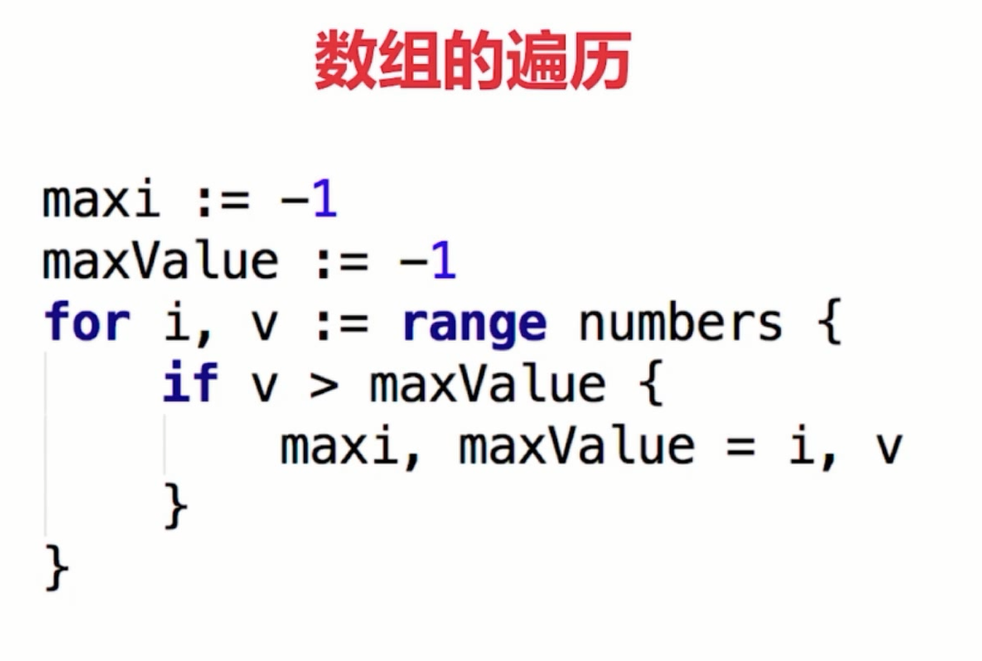 数组的遍历
maxi := -1
maxValue := -1
for i, v := range numbers {
    if v > maxValue {
        maxi, maxValue = i, v
    }
}